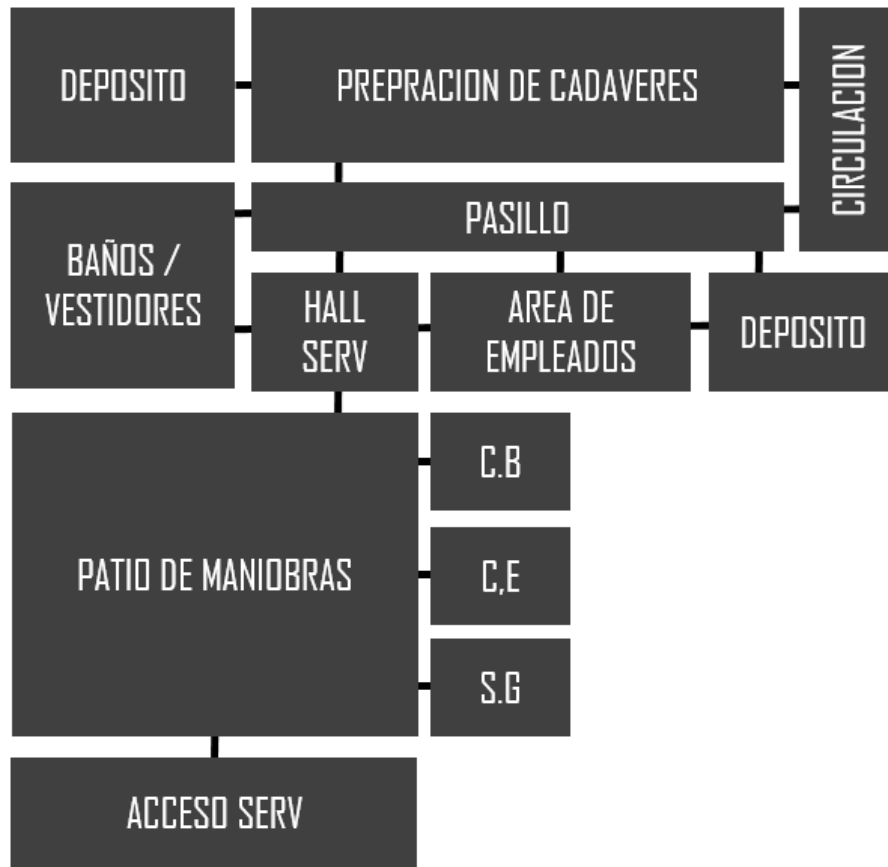 DEPOSITO
PREPRACION DE CADAVERES
CIRCULACION
PASILLO
BAÑOS /
VESTIDORES
HALL
SERV
AREA DE
EMPLEADOS
DEPOSITO
C.B
PATIO DE MANIOBRAS
C,E
S.G
ACCESO SERV